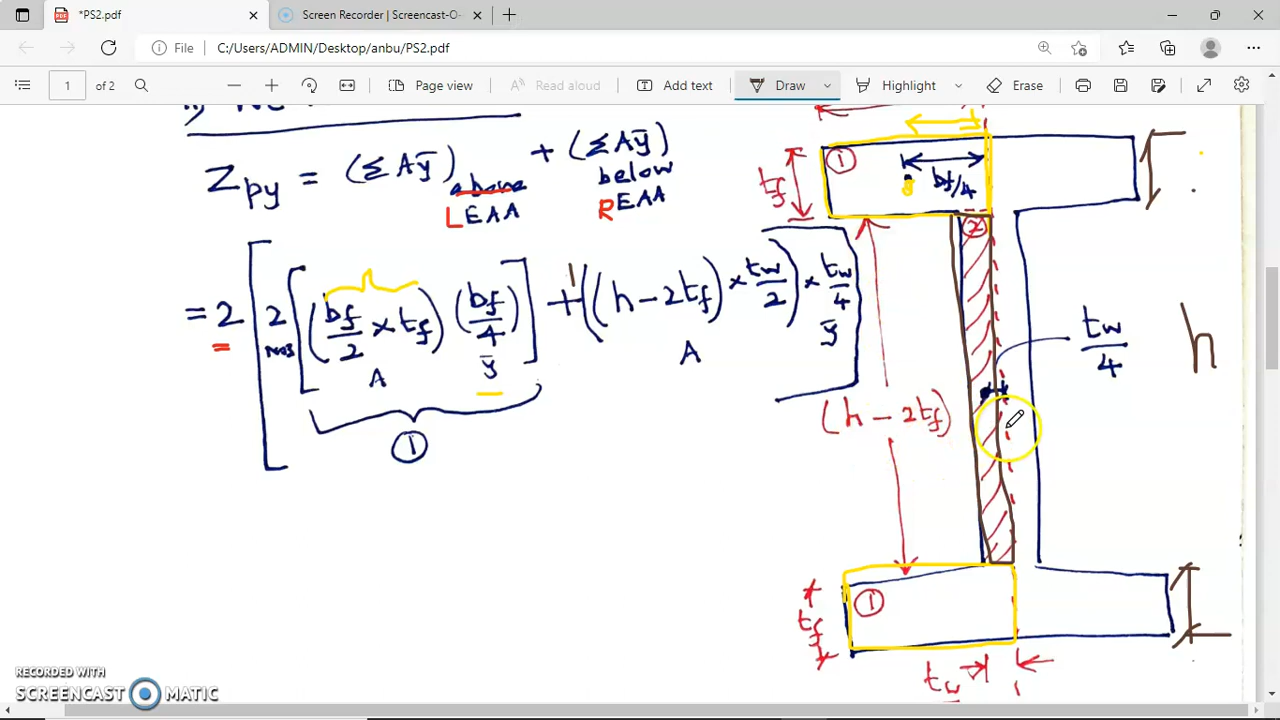 *PS2.pdf
Screen Recorder | Screencast-O-
File
C:/Users/ADMIN/Desktop/anbu/PS2.pdf
1
of 2
Page view
Read aloud
Add text
Draw
Highlight
Erase
Zpy = (ΣAȳ) + (ΣAȳ)
above below
LEAA REAA
= 2 [ 2 [ (bf/2 × tf) (bf/4) ] + ((h - 2tf) × tw/2) × tw/4 ]
nos A ȳ A ȳ
①
①
tf
bf/4
②
tw/4
h
(h - 2tf)
①
tf
tw
RECORDED WITH
SCREENCAST MATIC